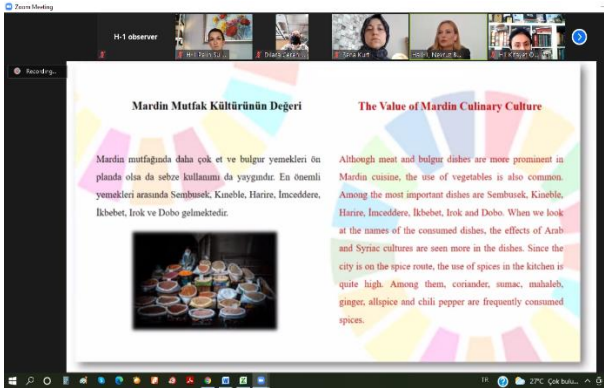 Zoom Meeting
H-1 observer
Recording...
Mardin Mutfak Kültürünün Değeri
Mardin mutfağında daha çok et ve bulgur yemekleri ön
planda olsa da sebze kullanımı da yaygındır. En önemli
yemekleri arasında Sembusek, Kıneble, Harire, İmceddere,
İkbebet, Irok ve Dobo gelmektedir.
The Value of Mardin Culinary Culture
Although meat and bulgur dishes are more prominent in
Mardin cuisine, the use of vegetables is also common.
Among the most important dishes are Sembusek, Kineble,
Harire, İmceddere, İkbebet, Irok and Dobo. When we look
at the names of the consumed dishes, the effects of Arab
and Syriac cultures are seen more in the dishes. Since the
city is on the spice route, the use of spices in the kitchen is
quite high. Among them, coriander, sumac, mahaleb,
ginger, allspice and chili pepper are frequently consumed
spices.
27°C Çok bulu...